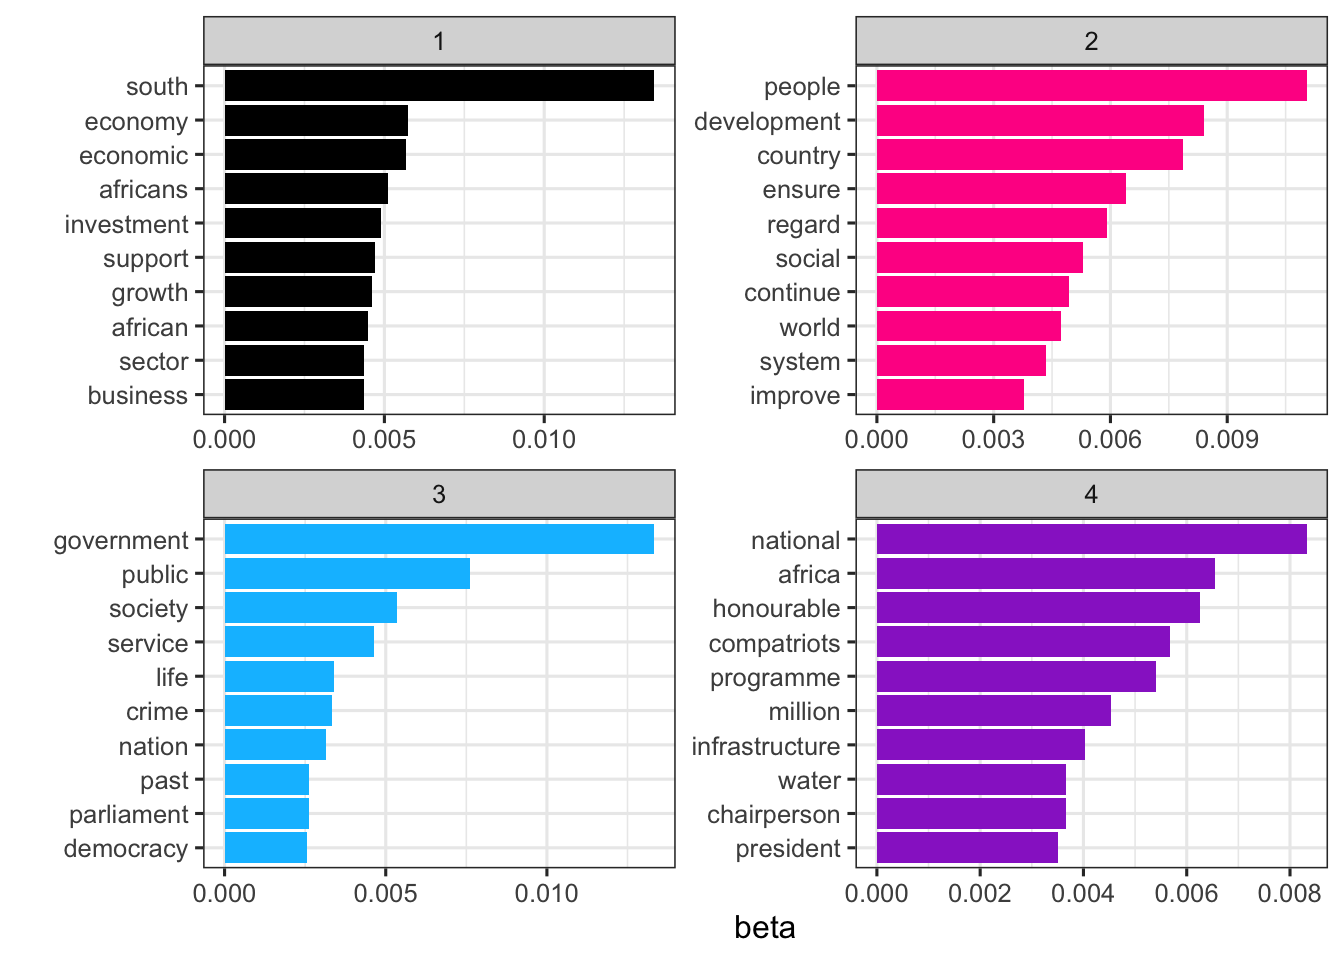 1
south
economy
economic
africans
investment
support
growth
african
sector
business
0.000 0.005 0.010
2
people
development
country
ensure
regard
social
continue
world
system
improve
0.000 0.003 0.006 0.009
3
government
public
society
service
life
crime
nation
past
parliament
democracy
0.000 0.005 0.010
4
national
africa
honourable
compatriots
programme
million
infrastructure
water
chairperson
president
0.000 0.002 0.004 0.006 0.008
beta